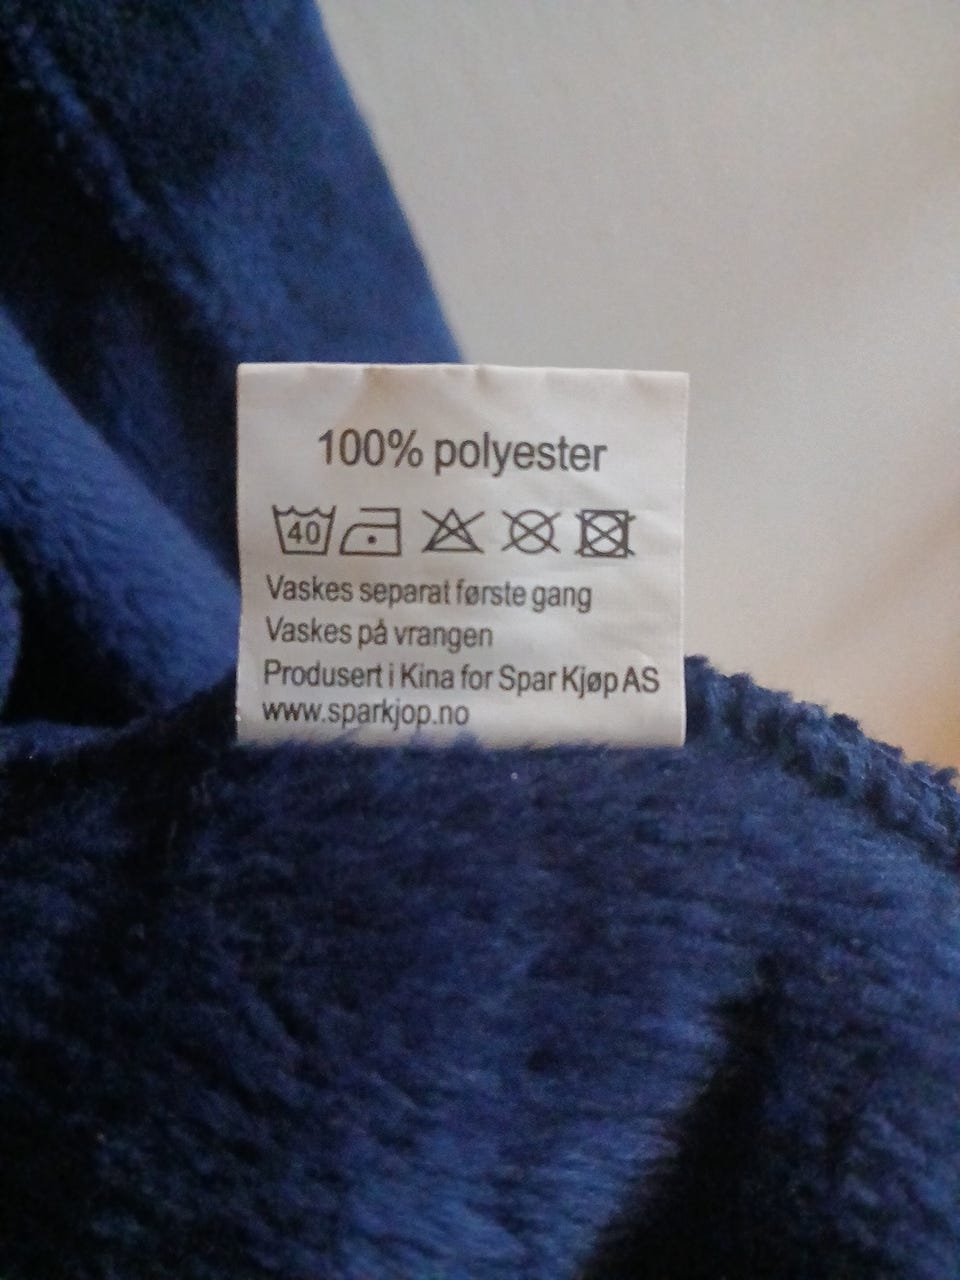 100% polyester
40
Vaskes separat første gang
Vaskes på vrangen
Produsert i Kina for Spar Kjøp AS
www.sparkjop.no